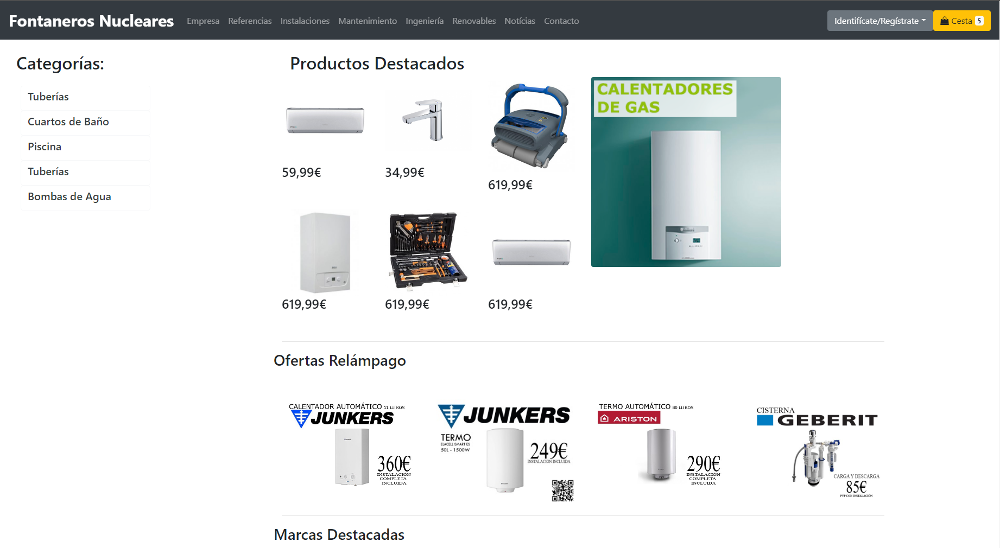 Fontaneros Nucleares
Empresa
Referencias
Instalaciones
Mantenimiento
Ingeniería
Renovables
Notícias
Contacto
Identifícate/Regístrate
Cesta 5
Categorías:
Tuberías
Cuartos de Baño
Piscina
Tuberías
Bombas de Agua
Productos Destacados
59,99€
34,99€
619,99€
619,99€
619,99€
619,99€
CALENTADORES
DE GAS
Ofertas Relámpago
CALENTADOR AUTOMÁTICO 11 LITROS
JUNKERS
360€
INSTALACIÓN
COMPLETA
INCLUIDA
JUNKERS
TERMO
ELACELL SMART ES
50L - 1500W
249€
INSTALACIÓN INCLUIDA
TERMO AUTOMÁTICO 80 LITROS
ARISTON
290€
INSTALACIÓN
COMPLETA
INCLUIDA
CISTERNA
GEBERIT
CARGA Y DESCARGA
85€
PVP CON INSTALACIÓN
Marcas Destacadas